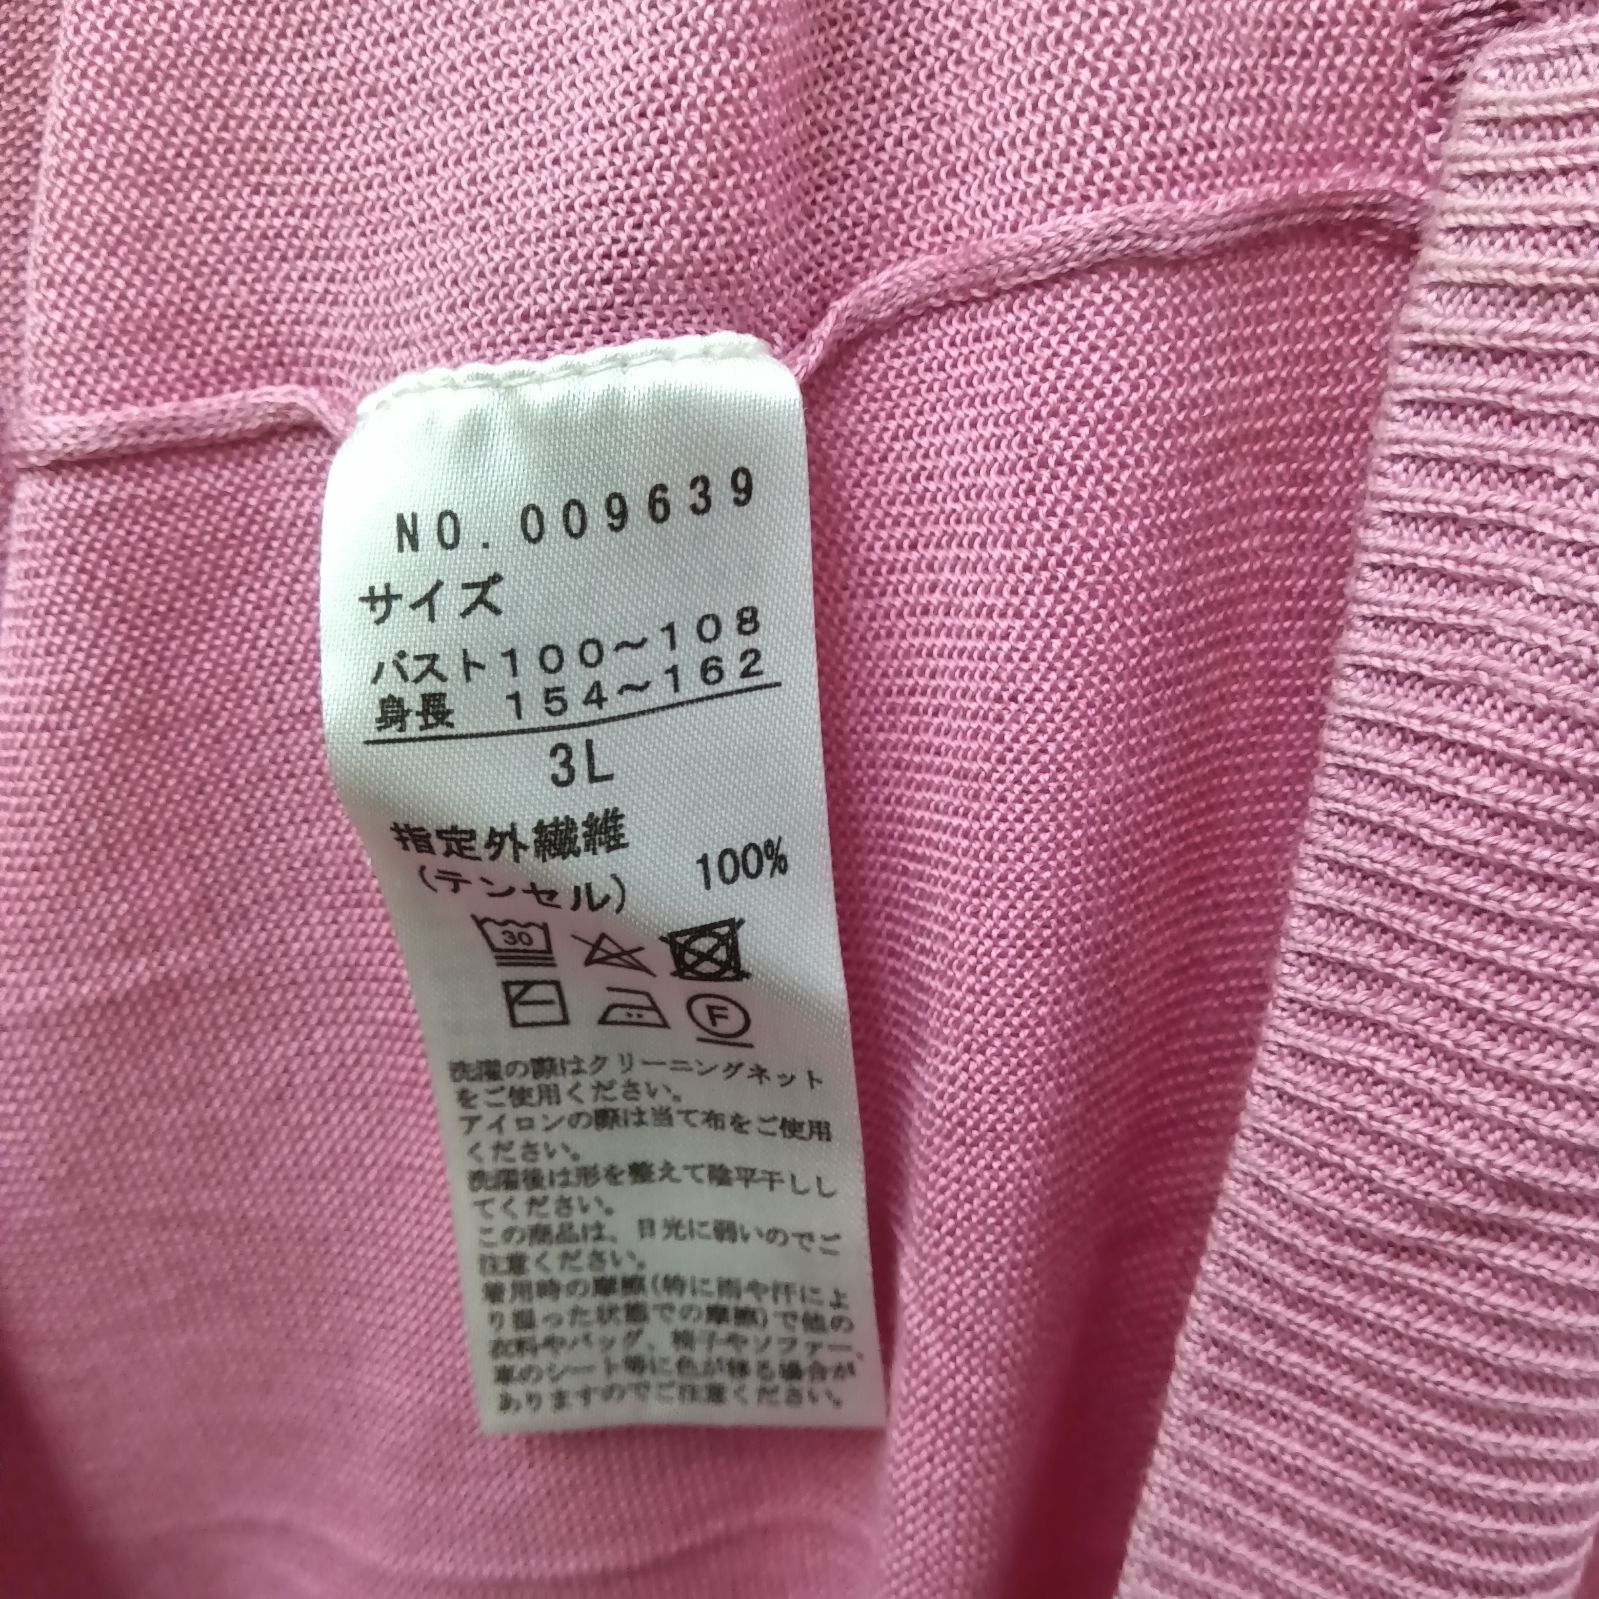 NO.009639
サイズ
バスト100～108
身長 154～162
3L
指定外繊維
(テンセル) 100%
30
F
洗濯の際はクリーニングネット
をご使用ください。
アイロンの際は当て布をご使用
ください。
洗濯後は形を整えて陰平干しし
てください。
この商品は、日光に弱いのでご
注意ください。
着用時の摩擦(特に雨や汗によ
り湿った状態での摩擦)で他の
衣料やバッグ、椅子やソファー、
車のシート等に色が移る場合が
ありますのでご注意ください。